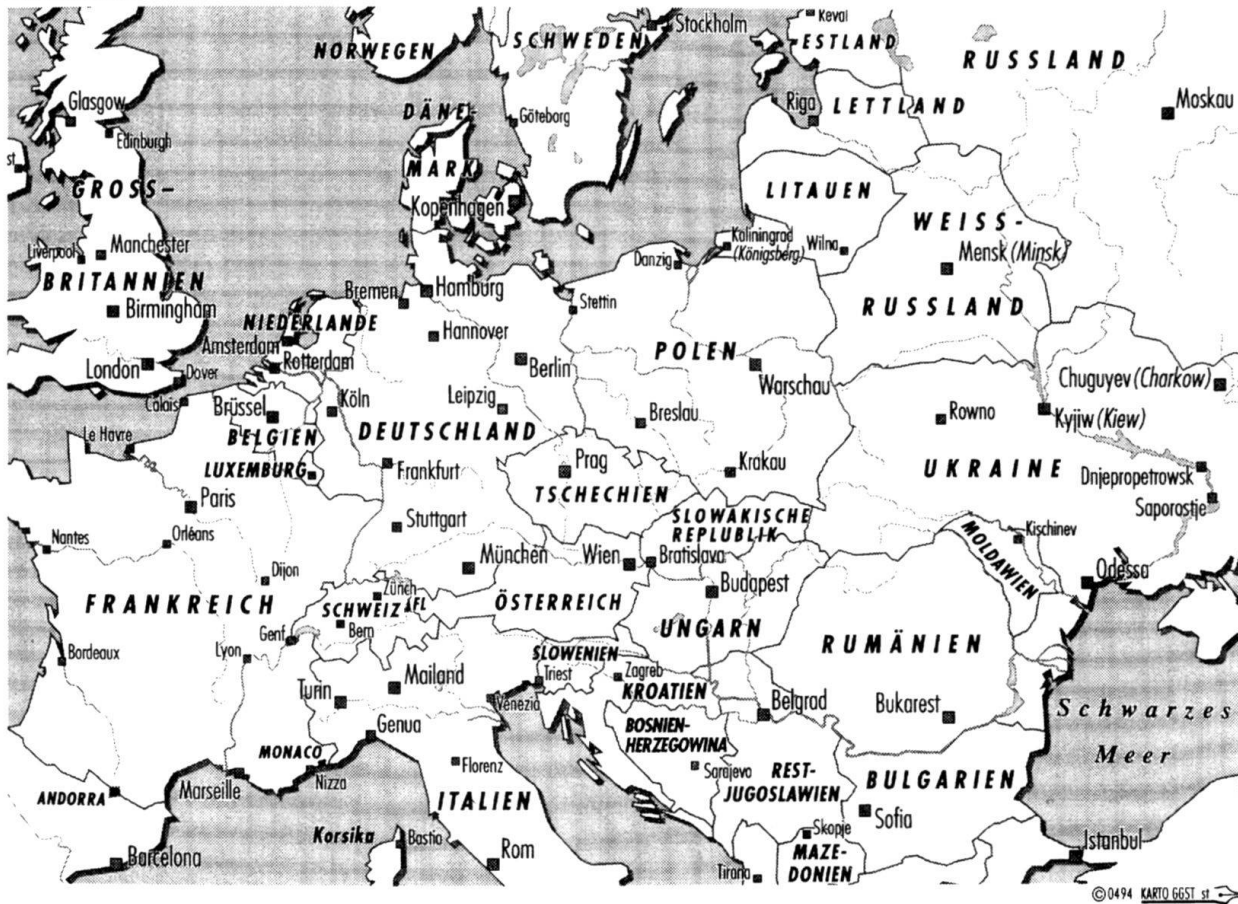 Keval
Stockholm
NORWEGEN
SCHWEDEN
ESTLAND
RUSSLAND
Glasgow
Edinburgh
DÄNE-
MARK
Göteborg
Riga
LETTLAND
Moskau
st
GROSS-
BRITANNIEN
Kopenhagen
LITAUEN
WEISS-
RUSSLAND
Liverpool
Manchester
Birmingham
Danzig
Kaliningrad
(Königsberg)
Wilna
Mensk (Minsk)
Bremen
Hamburg
Stettin
NIEDERLANDE
Amsterdam
Rotterdam
Hannover
Berlin
POLEN
Warschau
London
Dover
Calais
Brüssel
BELGIEN
Köln
Leipzig
DEUTSCHLAND
Breslau
Rowno
Chuguyev (Charkow)
Kyjiw (Kiew)
Le Havre
LUXEMBURG
Frankfurt
Prag
TSCHECHIEN
Krakau
UKRAINE
Dnjepropetrowsk
Saporostje
Paris
Nantes
Orléans
Stuttgart
SLOWAKISCHE
REPLUBLIK
MOLDAWIEN
Kischinev
Dijon
München
Wien
Bratislava
Budapest
Odessa
FRANKREICH
Zürich
SCHWEIZ
FL
Bern
ÖSTERREICH
UNGARN
RUMÄNIEN
Genf
Bordeaux
Lyon
SLOWENIEN
Triest
Zagreb
KROATIEN
Turin
Mailand
Venezia
Belgrad
Bukarest
Schwarzes
Meer
Genua
BOSNIEN-
HERZEGOWINA
Sarajevo
MONACO
Nizza
Marseille
Florenz
REST-
JUGOSLAWIEN
BULGARIEN
Sofia
ANDORRA
ITALIEN
Korsika
Bastia
Skopje
MAZE-
DONIEN
Istanbul
Barcelona
Rom
Tirana
©0494 KARTO GGST st